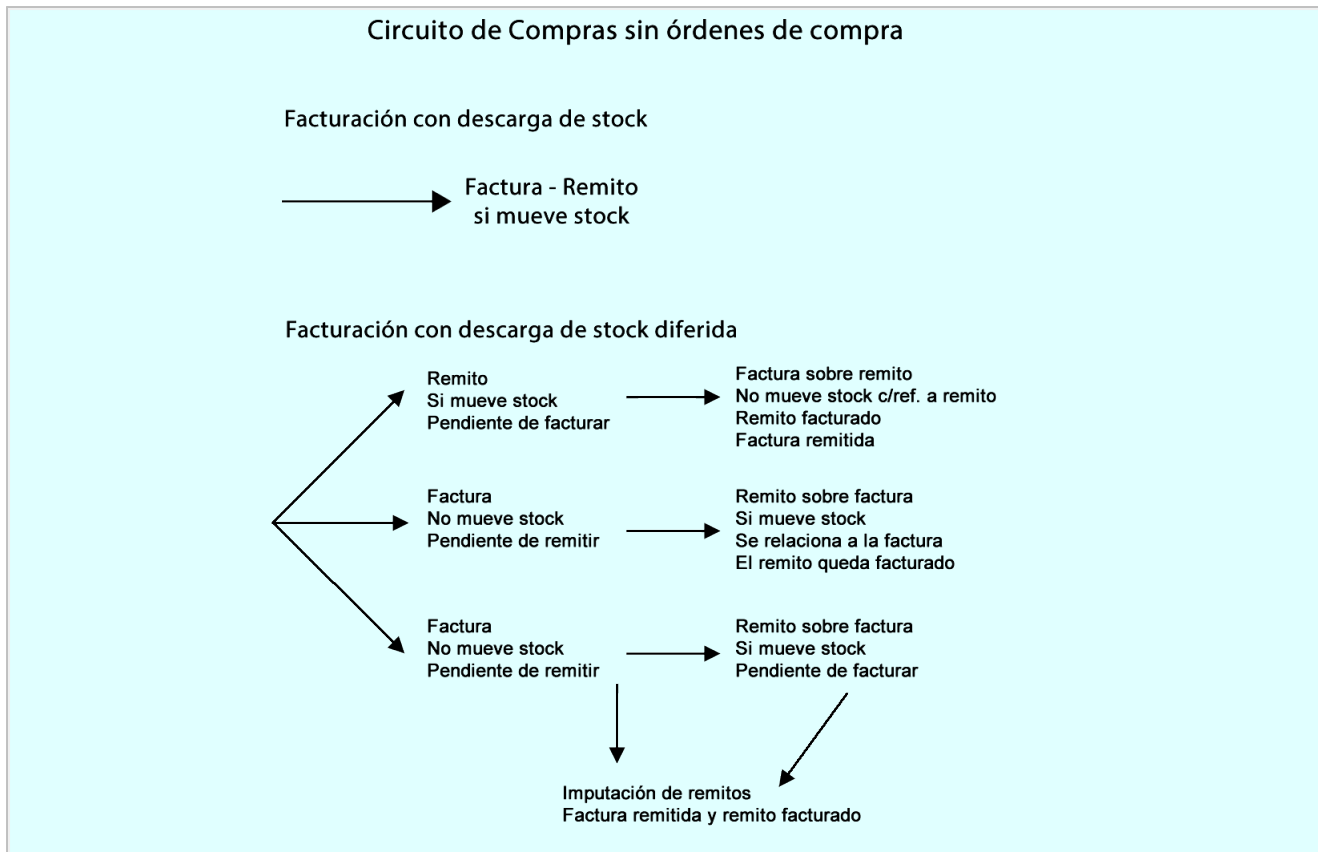 Circuito de Compras sin órdenes de compra
Facturación con descarga de stock
Factura - Remito
si mueve stock
Facturación con descarga de stock diferida
Remito
Si mueve stock
Pendiente de facturar
Factura sobre remito
No mueve stock c/ref. a remito
Remito facturado
Factura remitida
Factura
No mueve stock
Pendiente de remitir
Remito sobre factura
Si mueve stock
Se relaciona a la factura
El remito queda facturado
Factura
No mueve stock
Pendiente de remitir
Remito sobre factura
Si mueve stock
Pendiente de facturar
Imputación de remitos
Factura remitida y remito facturado